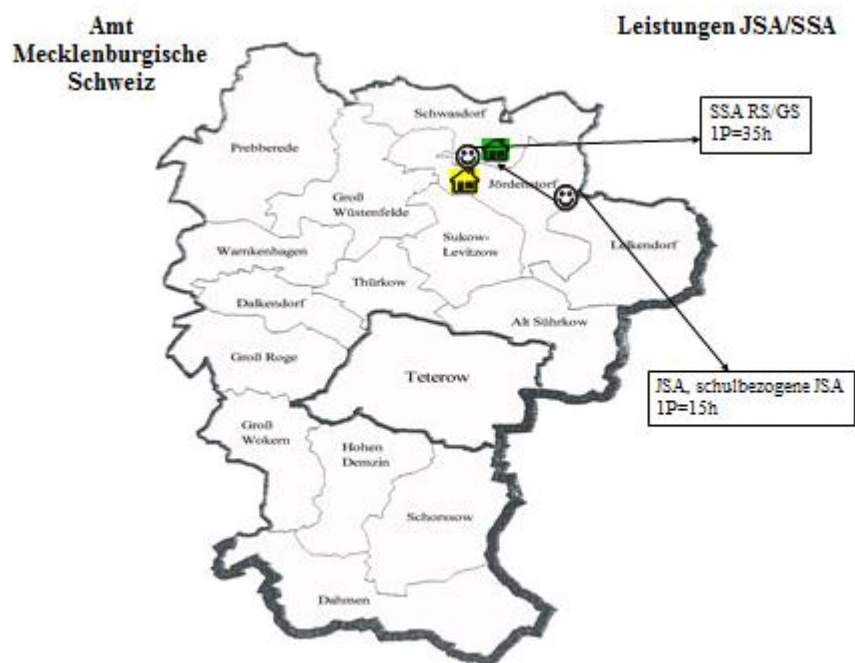 Amt
Mecklenburgische
Schweiz
Leistungen JSA/SSA
SSA RS/GS
1P=35h
Schwasdorf
Prebberede
Jördenstorf
Groß
Wüstenfelde
Warnkenhagen
Sukow-
Levitzow
Lelkendorf
Thürkow
Dalkendorf
Alt Sührkow
Groß Roge
Teterow
JSA, schulbezogene JSA
1P=15h
Groß
Wokern
Hohen
Demzin
Schorssow
Dahmen